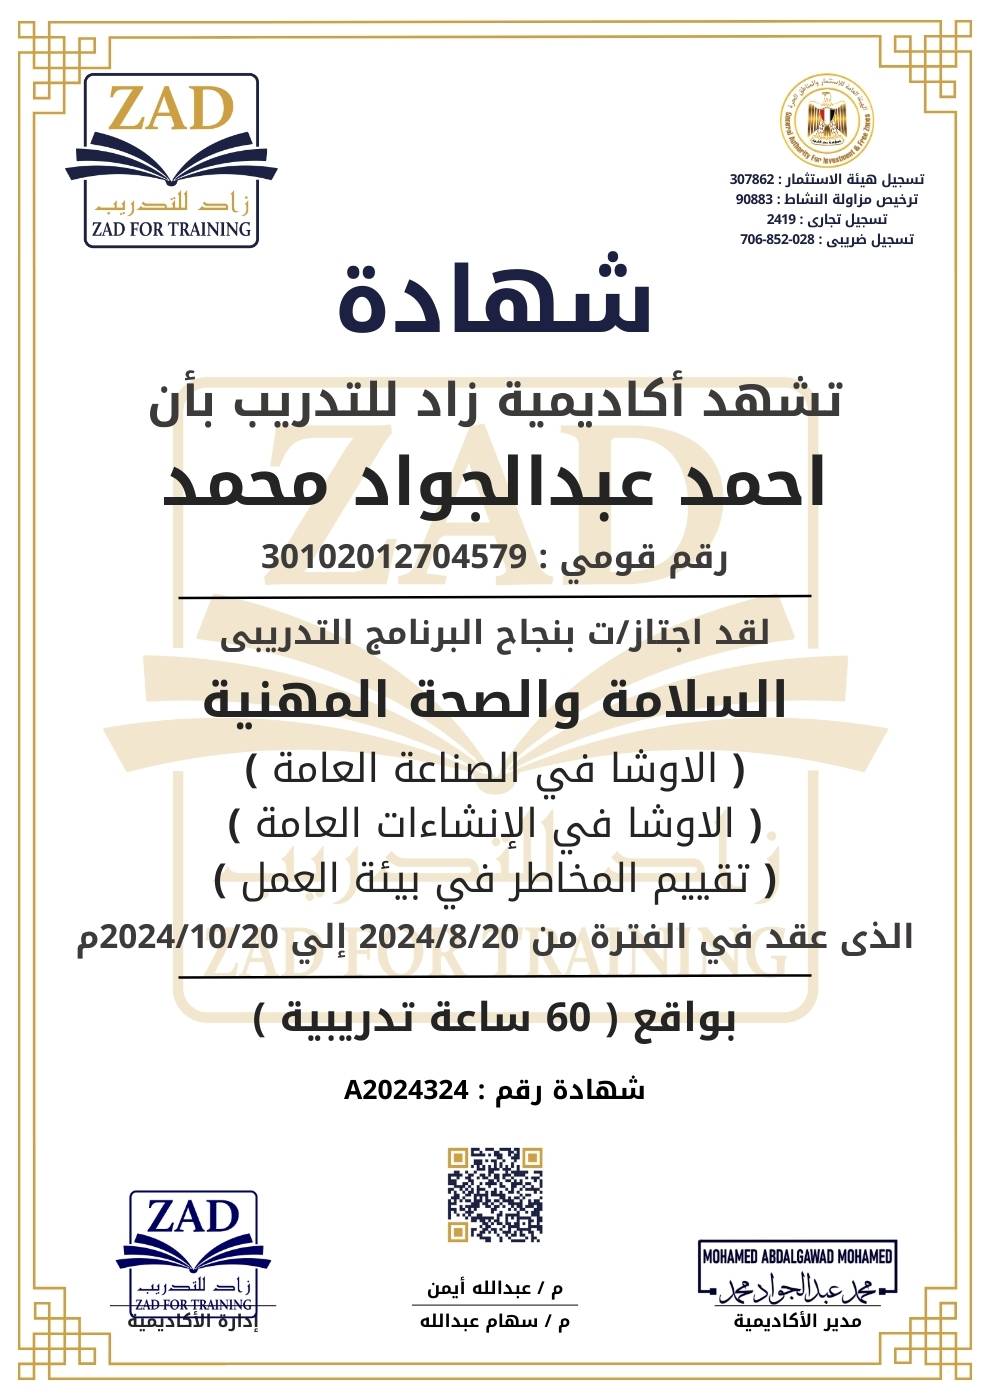 ZAD
زاد للتدريب
ZAD FOR TRAINING
الهيئة العامة للاستثمار والمناطق الحرة
General Authority For Investment & Free Zones
تسجيل هيئة الاستثمار : 307862
ترخيص مزاولة النشاط : 90883
تسجيل تجارى : 2419
تسجيل ضريبى : 028-852-706
شهادة
تشهد أكاديمية زاد للتدريب بأن
احمد عبدالجواد محمد
رقم قومي : 30102012704579
لقد اجتاز/ت بنجاح البرنامج التدريبى
السلامة والصحة المهنية
( الاوشا في الصناعة العامة )
( الاوشا في الإنشاءات العامة )
( تقييم المخاطر في بيئة العمل )
الذى عقد في الفترة من 2024/8/20 إلي 2024/10/20م
بواقع ( 60 ساعة تدريبية )
شهادة رقم : A2024324
MOHAMED ABDALGAWAD MOHAMED
محمد عبدالجواد محمد
مدير الأكاديمية
م / عبدالله أيمن
م / سهام عبدالله
ZAD
زاد للتدريب
ZAD FOR TRAINING
إدارة الأكاديمية